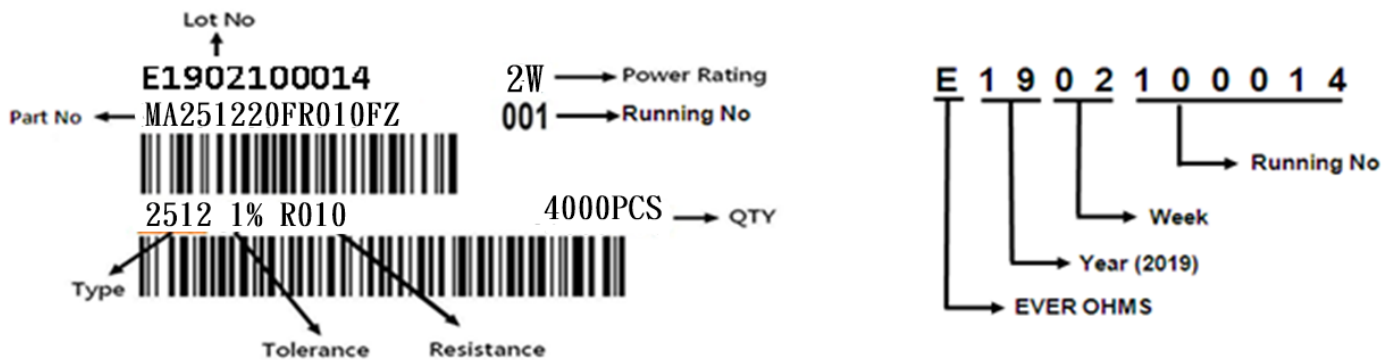 Lot No
E1902100014
2W Power Rating
Part No MA251220FR010FZ
001 Running No
2512 1% R010
4000PCS QTY
Type
Tolerance Resistance
E 1 9 0 2 1 0 0 0 1 4
Running No
Week
Year (2019)
EVER OHMS